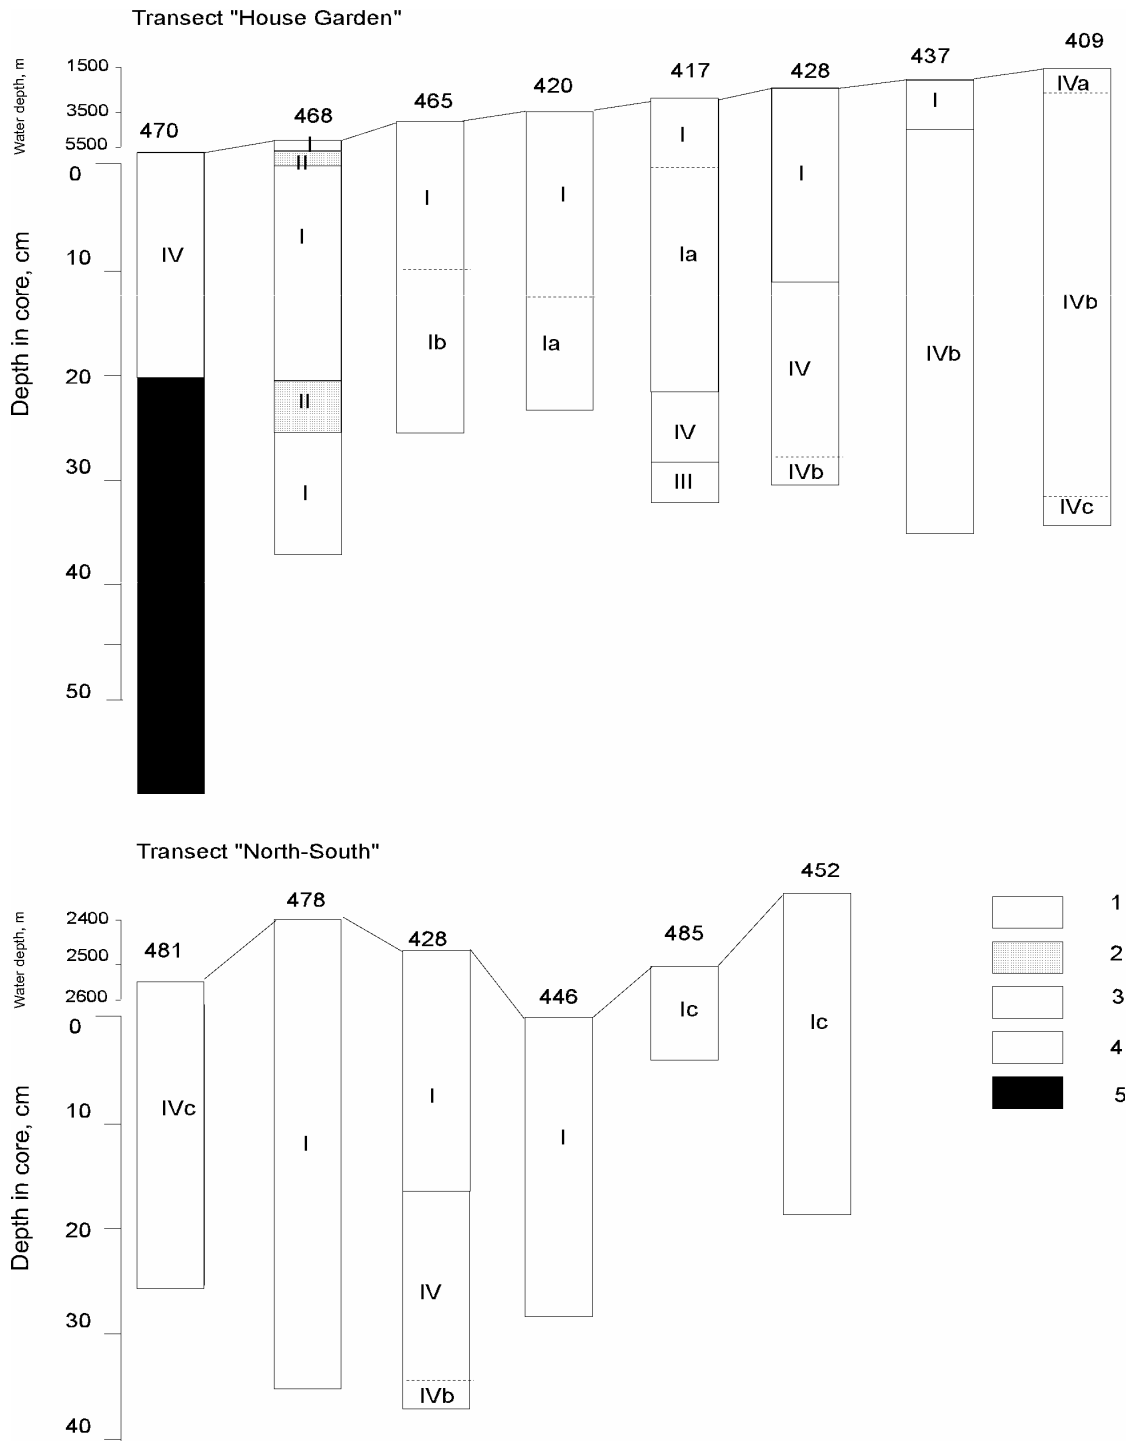 Transect "House Garden"
Water depth, m
1500
3500
5500
470
468
465
420
417
428
437
409
Depth in core, cm
0
10
20
30
40
50
IV
I
II
I
II
I
I
Ib
I
Ia
I
Ia
IV
III
I
IV
IVb
I
IVb
IVa
IVb
IVc
Transect "North-South"
Water depth, m
2400
2500
2600
481
478
428
446
485
452
Depth in core, cm
0
10
20
30
40
IVc
I
I
IV
IVb
I
Ic
Ic
1
2
3
4
5